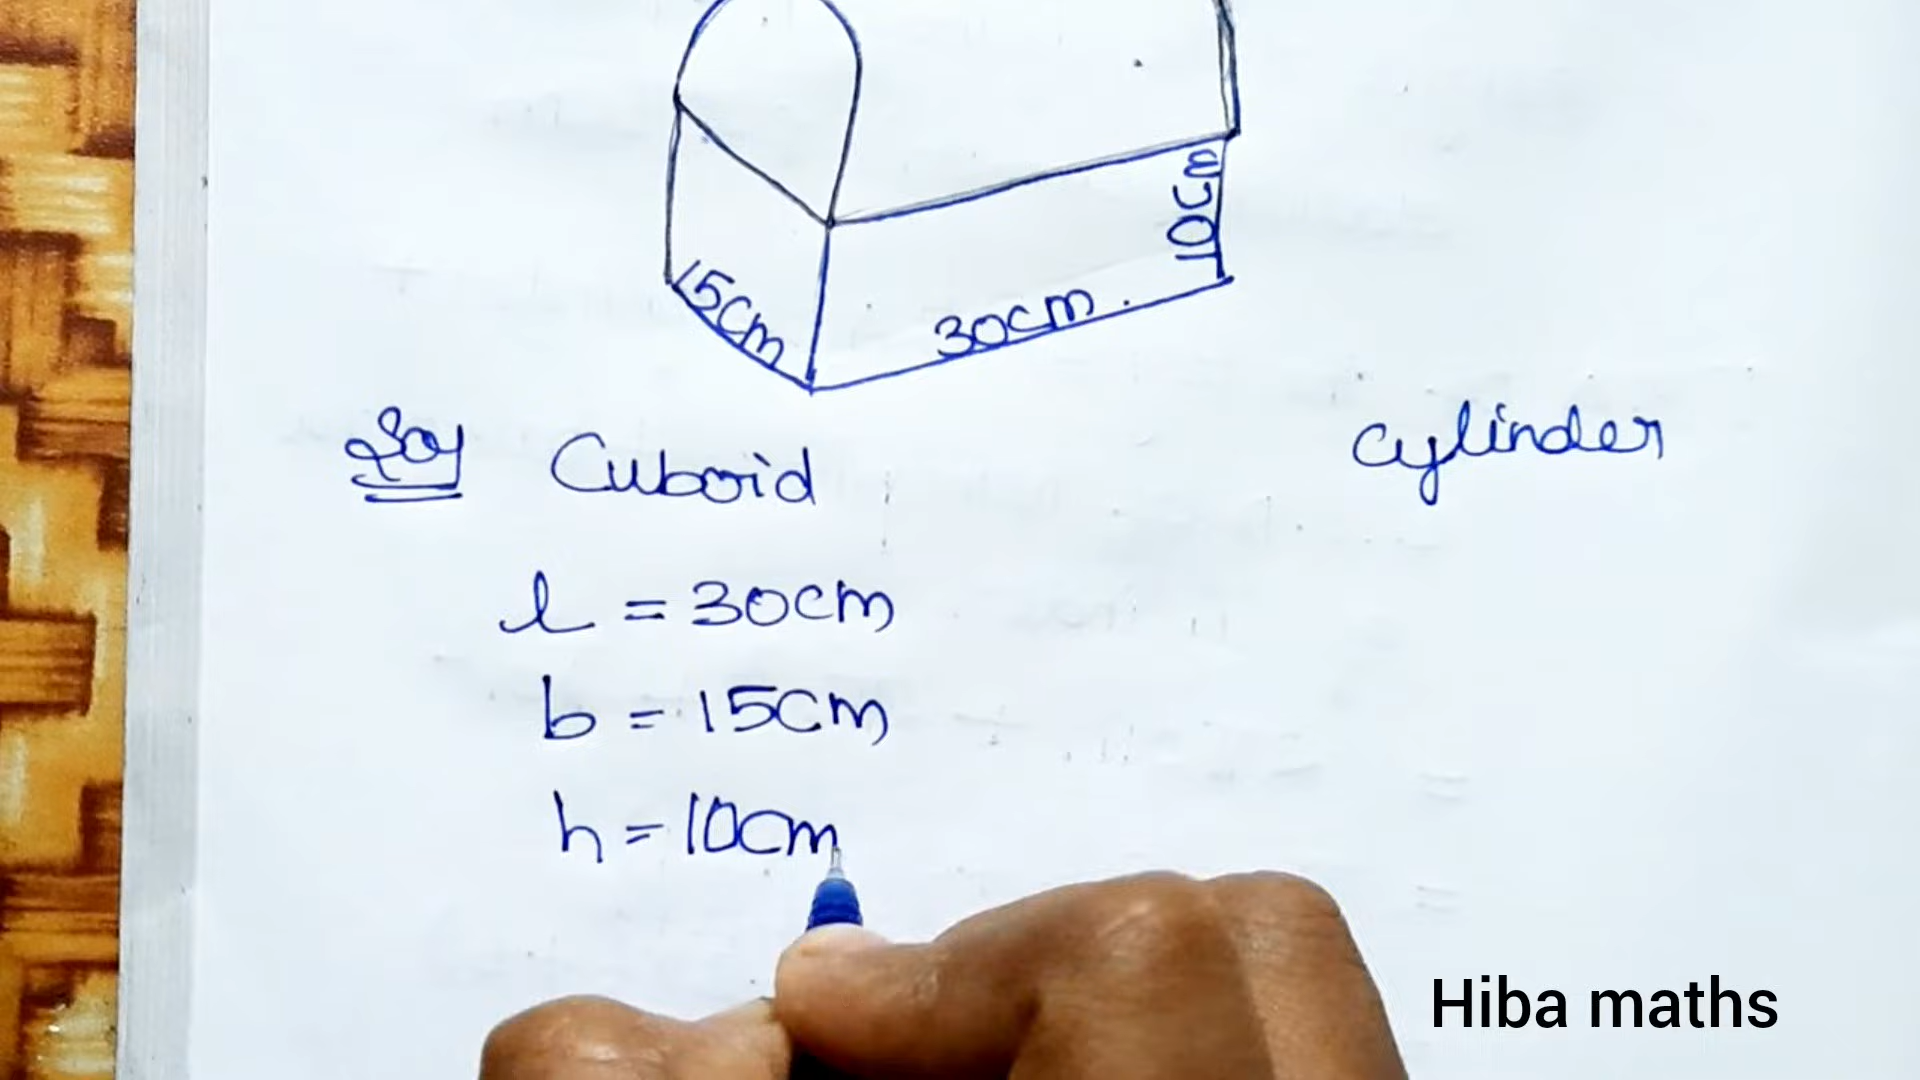 10cm
15cm
30cm.
Sol
Cuboid
cylinder
l = 30cm
b = 15cm
h = 10cm
Hiba maths